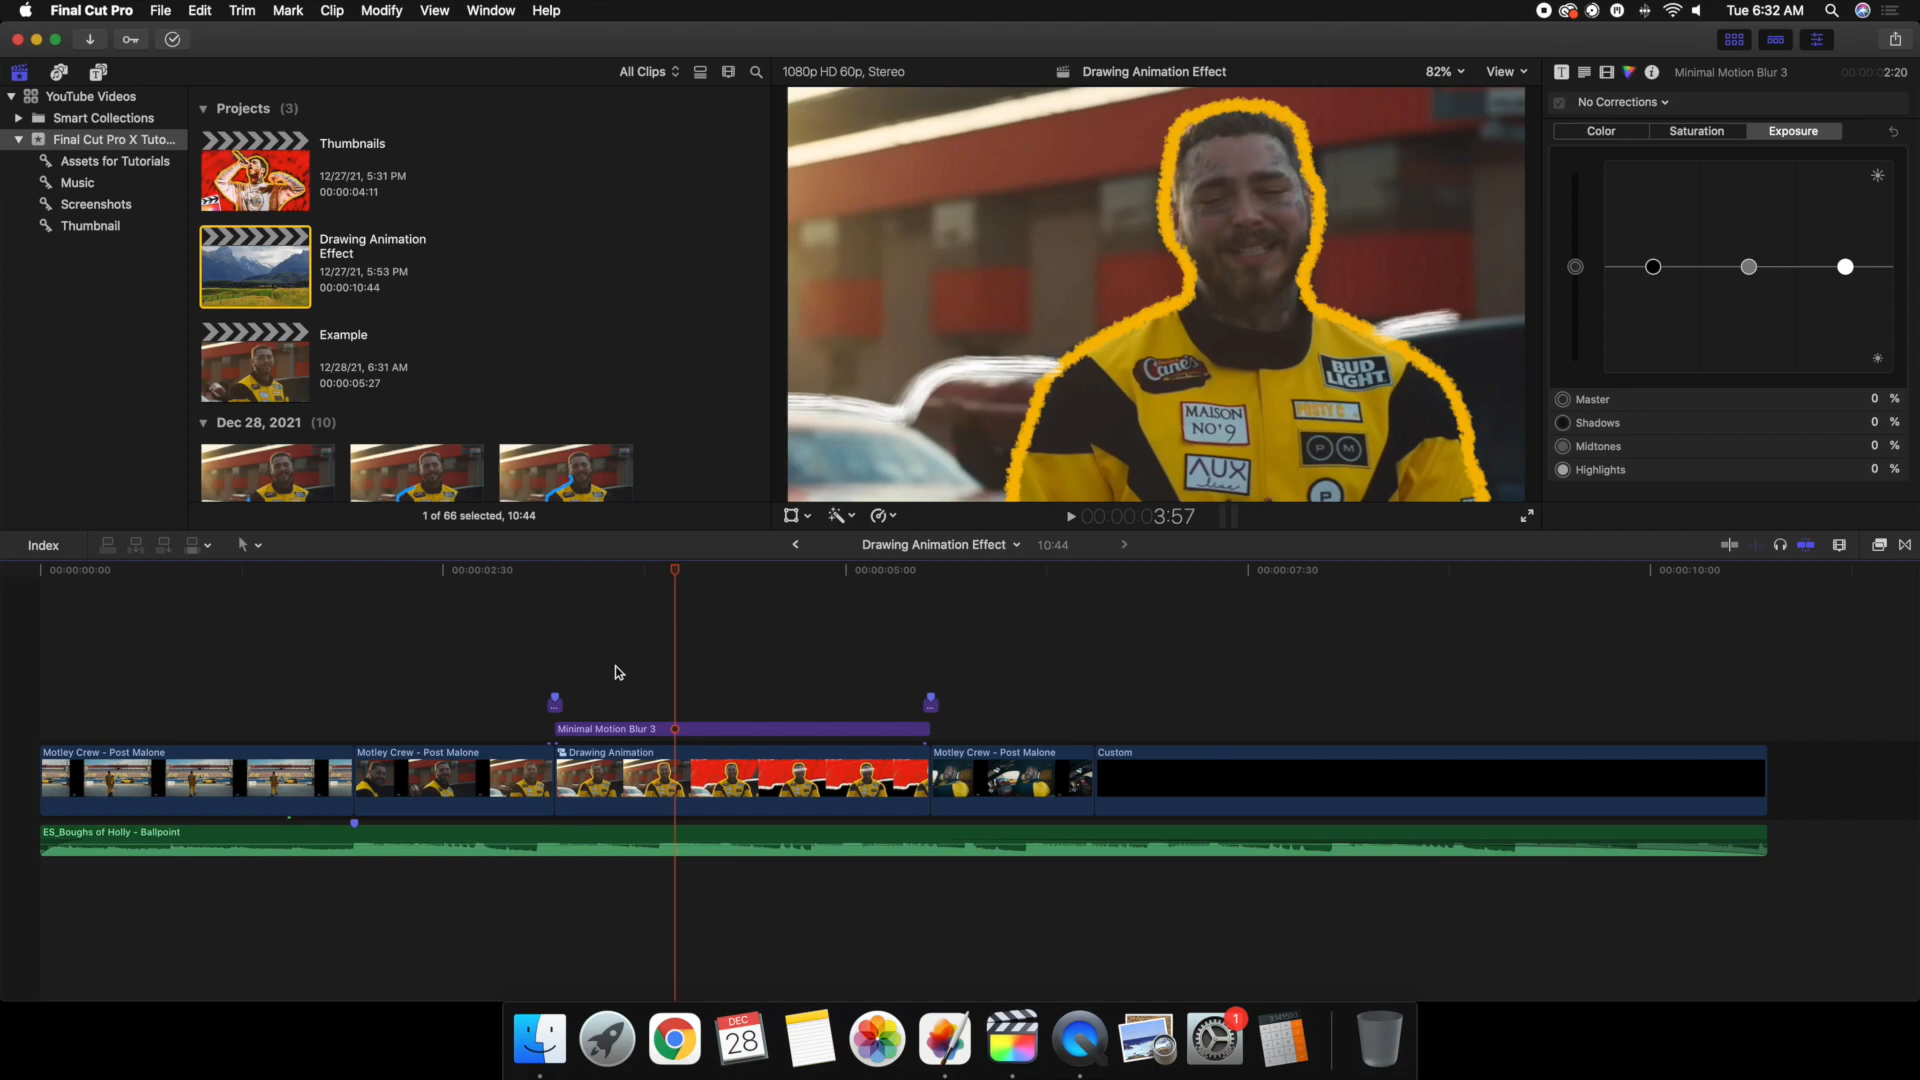 Final Cut Pro File Edit Trim Mark Clip Modify View Window Help
Tue 6:32 AM
All Clips
1080p HD 60p, Stereo
Drawing Animation Effect
82%
View
Minimal Motion Blur 3
2:20
YouTube Videos
Smart Collections
Final Cut Pro X Tuto...
Assets for Tutorials
Music
Screenshots
Thumbnail
Projects (3)
Thumbnails
12/27/21, 5:31 PM
00:00:04:11
Drawing Animation
Effect
12/27/21, 5:53 PM
00:00:10:44
Example
12/28/21, 6:31 AM
00:00:05:27
Dec 28, 2021 (10)
1 of 66 selected, 10:44
Cane's
BUD
LIGHT
MAISON
NO'9
POSTY C
P M
AUX
live
P
00:00:03:57
No Corrections
Color Saturation Exposure
Master 0 %
Shadows 0 %
Midtones 0 %
Highlights 0 %
Index
Drawing Animation Effect 10:44
00:00:00:00 00:00:02:30 00:00:05:00 00:00:07:30 00:00:10:00
... ...
Minimal Motion Blur 3
Motley Crew - Post Malone Motley Crew - Post Malone Drawing Animation Motley Crew - Post Malone Custom
ES_Boughs of Holly - Ballpoint
DEC
28
1